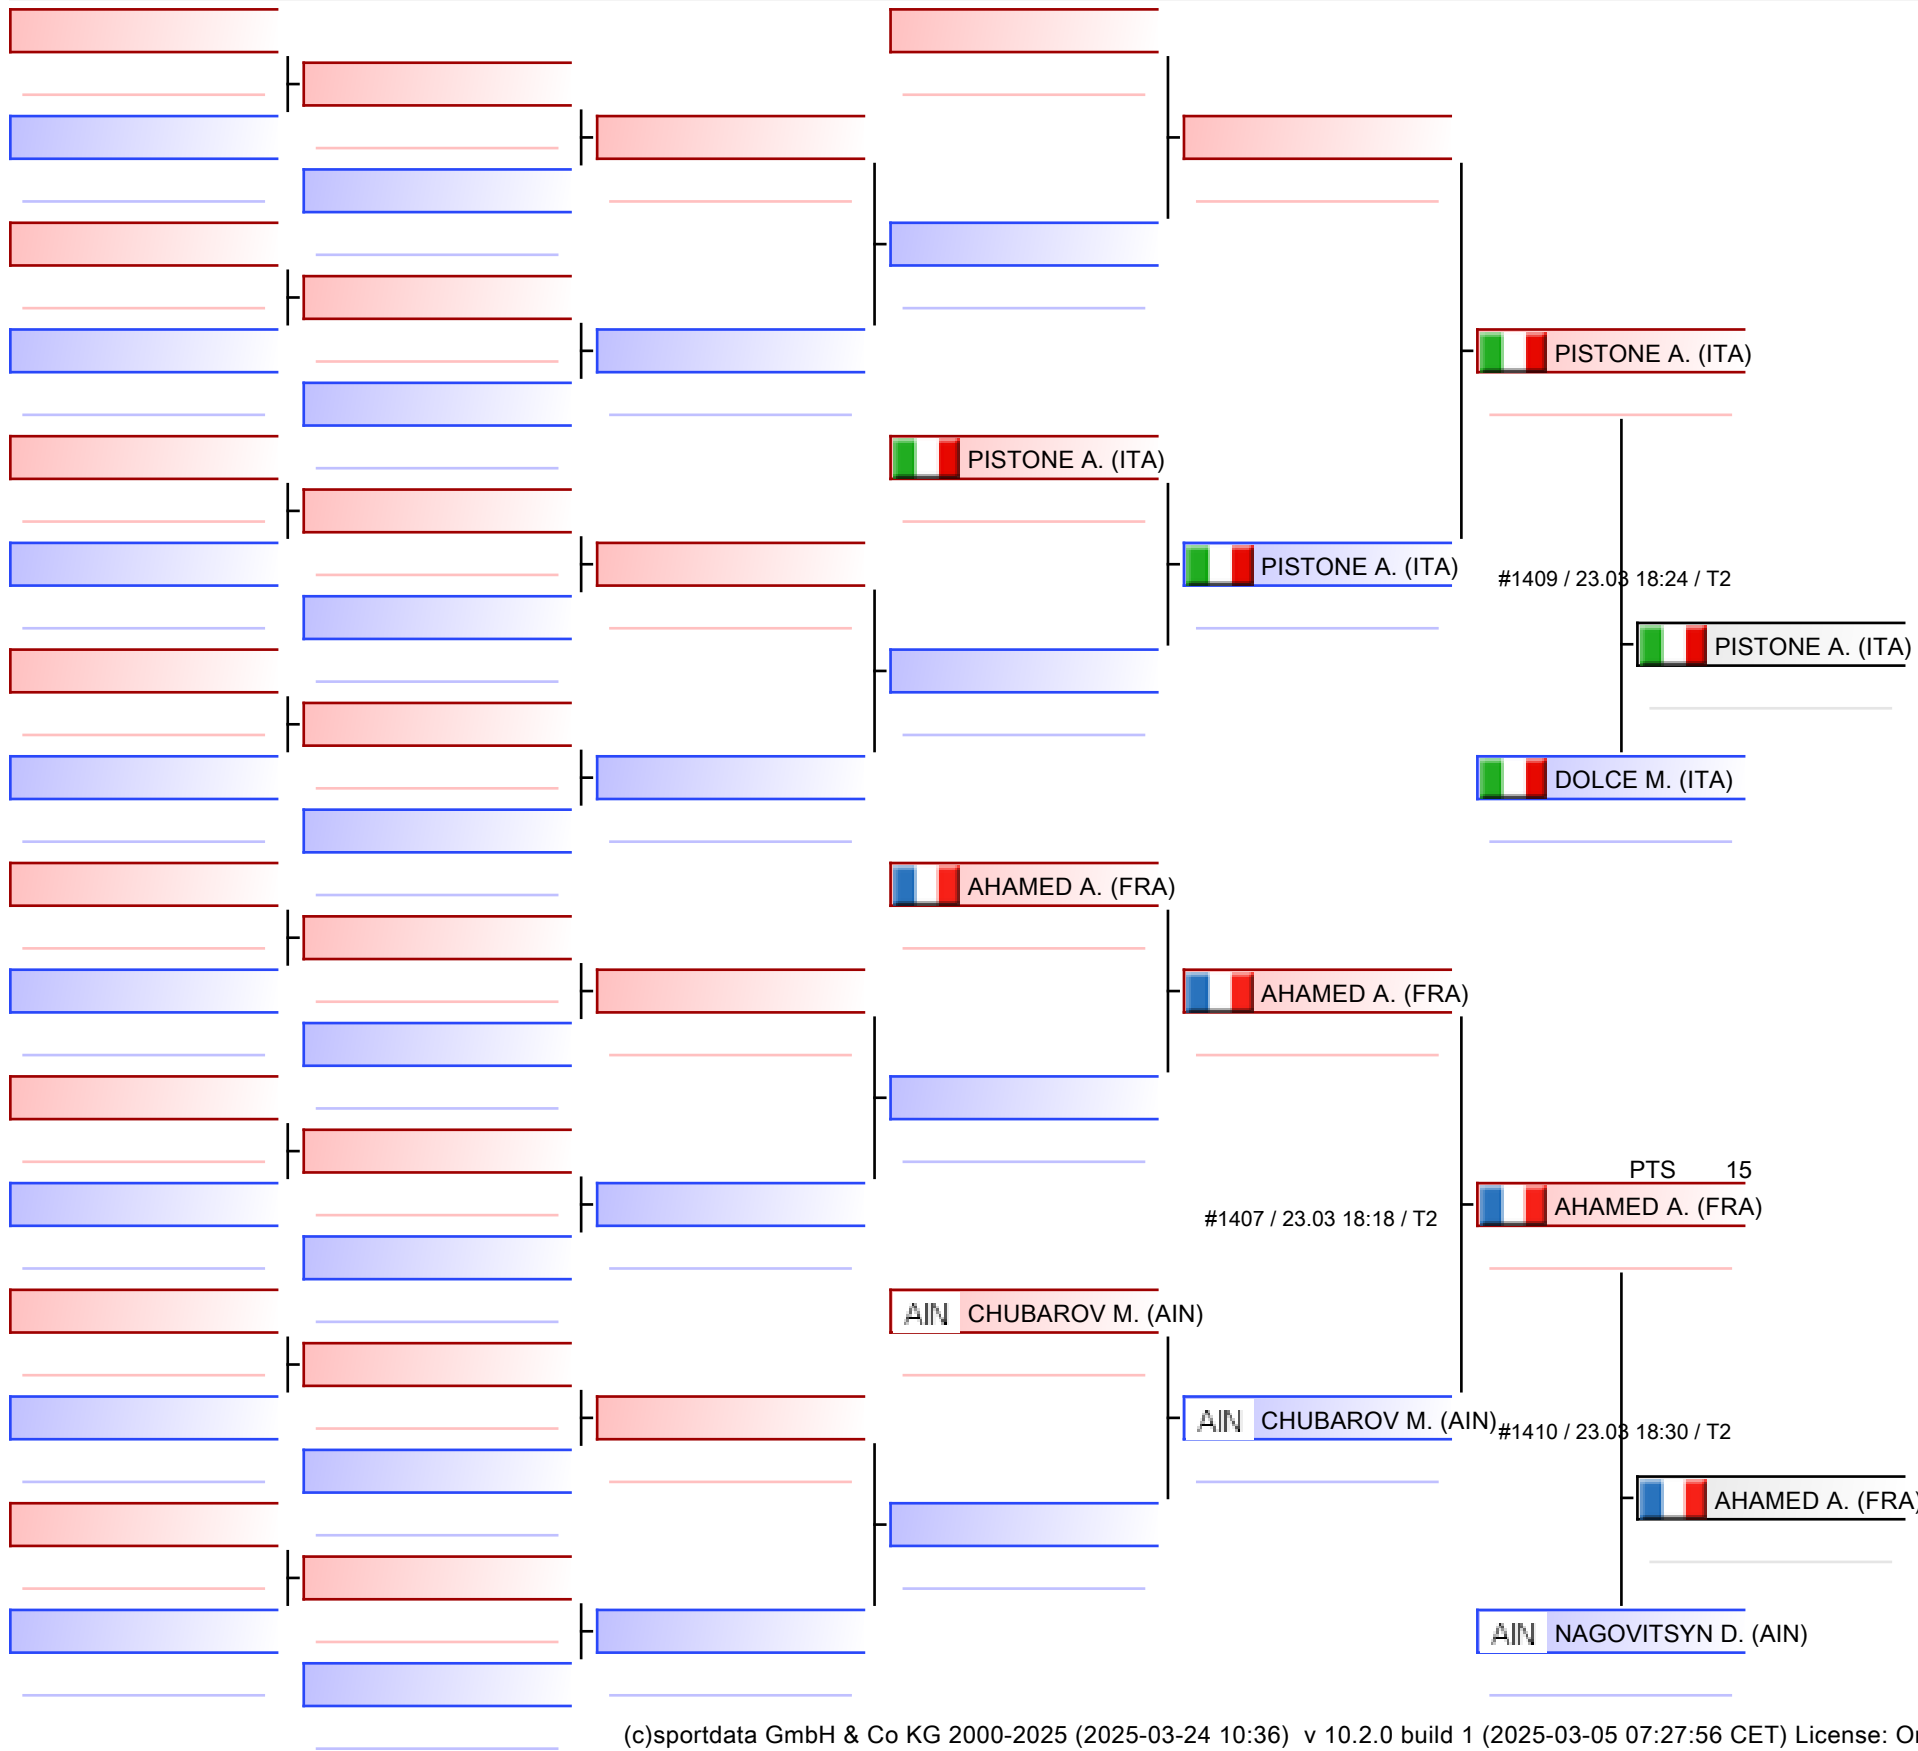 PISTONE A. (ITA)
PISTONE A. (ITA)
PISTONE A. (ITA)
#1409 / 23.03 18:24 / T2
PISTONE A. (ITA)
DOLCE M. (ITA)
AHAMED A. (FRA)
AHAMED A. (FRA)
PTS 15
AHAMED A. (FRA)
#1407 / 23.03 18:18 / T2
AIN CHUBAROV M. (AIN)
AIN CHUBAROV M. (AIN)
#1410 / 23.03 18:30 / T2
AHAMED A. (FRA)
AIN NAGOVITSYN D. (AIN)
(c)sportdata GmbH & Co KG 2000-2025 (2025-03-24 10:36) v 10.2.0 build 1 (2025-03-05 07:27:56 CET) License: